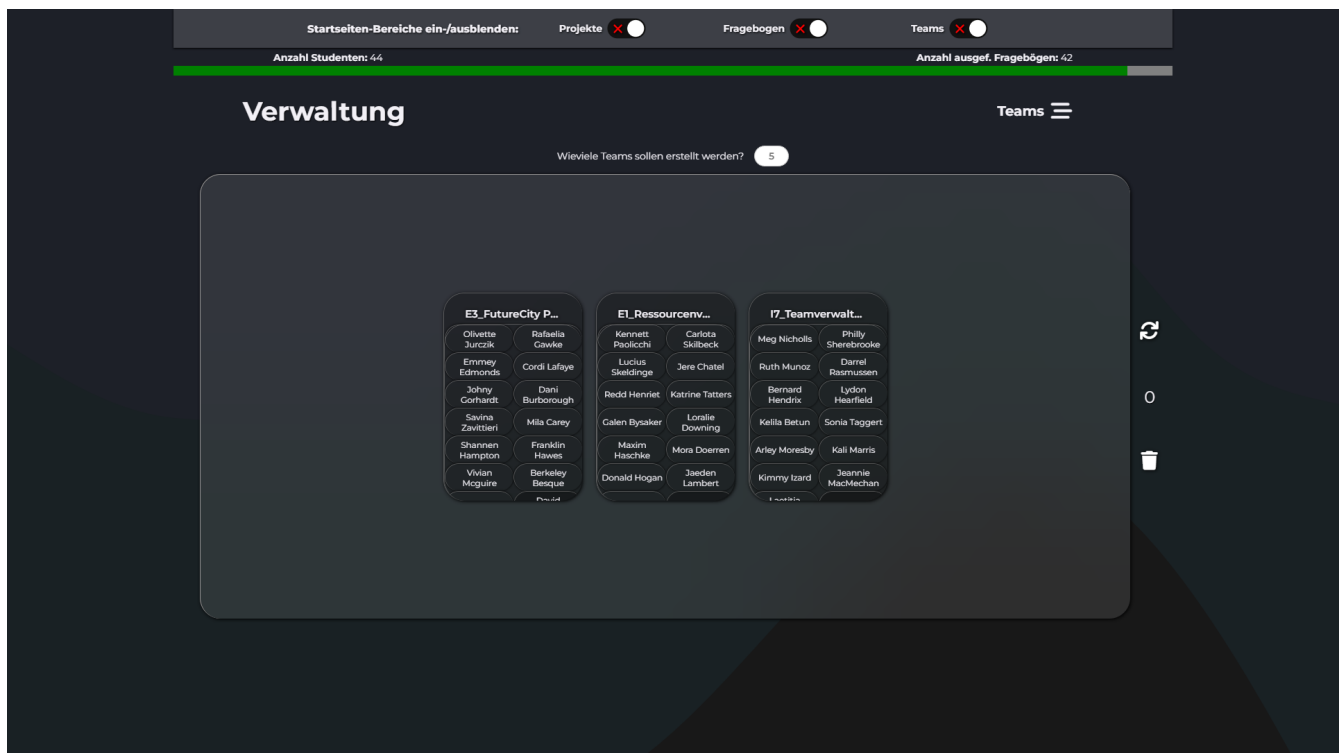 Startseiten-Bereiche ein-/ausblenden: Projekte Fragebogen Teams
Anzahl Studenten: 44 Anzahl ausgef. Fragebögen: 42
Verwaltung Teams
Wieviele Teams sollen erstellt werden? 5
E3_FutureCity P...
Olivette Jurczik
Rafaelia Gawke
Emmey Edmonds
Cordi Lafaye
Johny Gorhardt
Dani Burborough
Savina Zavittieri
Mila Carey
Shannen Hampton
Franklin Hawes
Vivian Mcguire
Berkeley Besque
David
E1_Ressourcenv...
Kennett Paolicchi
Carlota Skilbeck
Lucius Skeldinge
Jere Chatel
Redd Henriet
Katrine Tatters
Galen Bysaker
Loralie Downing
Maxim Haschke
Mora Doerren
Donald Hogan
Jaeden Lambert
I7_Teamverwalt...
Meg Nicholls
Philly Sherebrooke
Ruth Munoz
Darrel Rasmussen
Bernard Hendrix
Lydon Hearfield
Kelila Betun
Sonia Taggert
Arley Moresby
Kali Marris
Kimmy Izard
Jeannie MacMechan
Laetitia
0